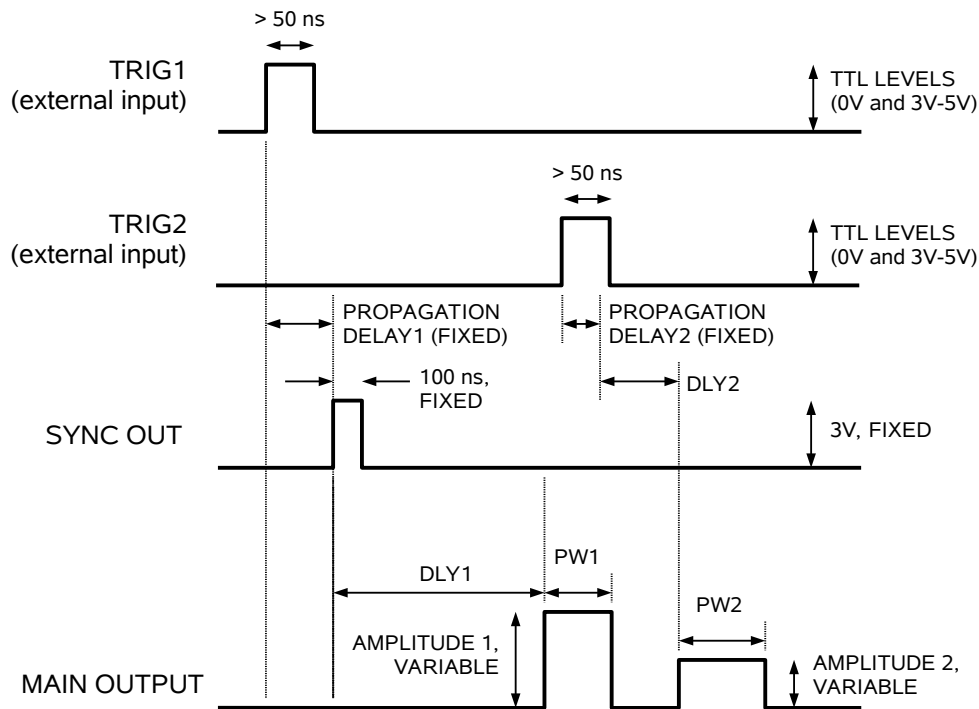 > 50 ns
TRIG1
(external input)
TTL LEVELS
(0V and 3V-5V)
> 50 ns
TRIG2
(external input)
TTL LEVELS
(0V and 3V-5V)
PROPAGATION
DELAY1 (FIXED)
PROPAGATION
DELAY2 (FIXED)
100 ns,
FIXED
DLY2
SYNC OUT
3V, FIXED
DLY1
PW1
PW2
AMPLITUDE 1,
VARIABLE
AMPLITUDE 2,
VARIABLE
MAIN OUTPUT